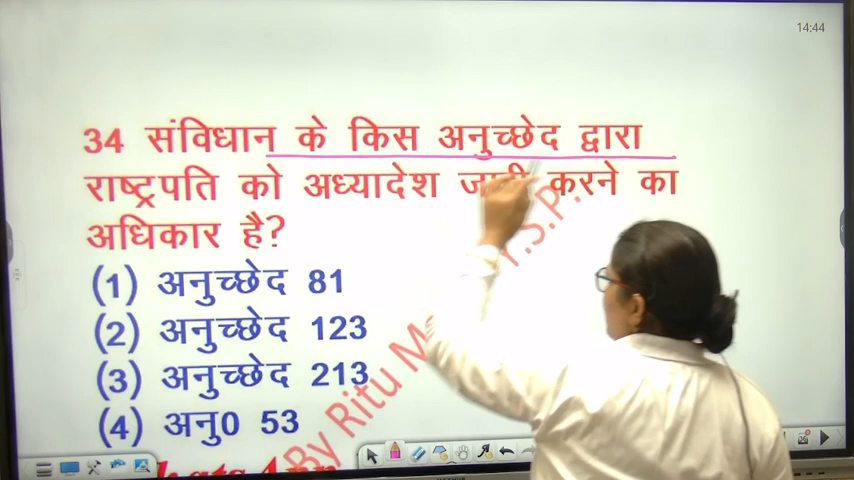 14:44
34 संविधान के किस अनुच्छेद द्वारा
राष्ट्रपति को अध्यादेश जारी करने का
अधिकार है?
(1) अनुच्छेद 81
(2) अनुच्छेद 123
(3) अनुच्छेद 213
(4) अनु0 53
By Ritu